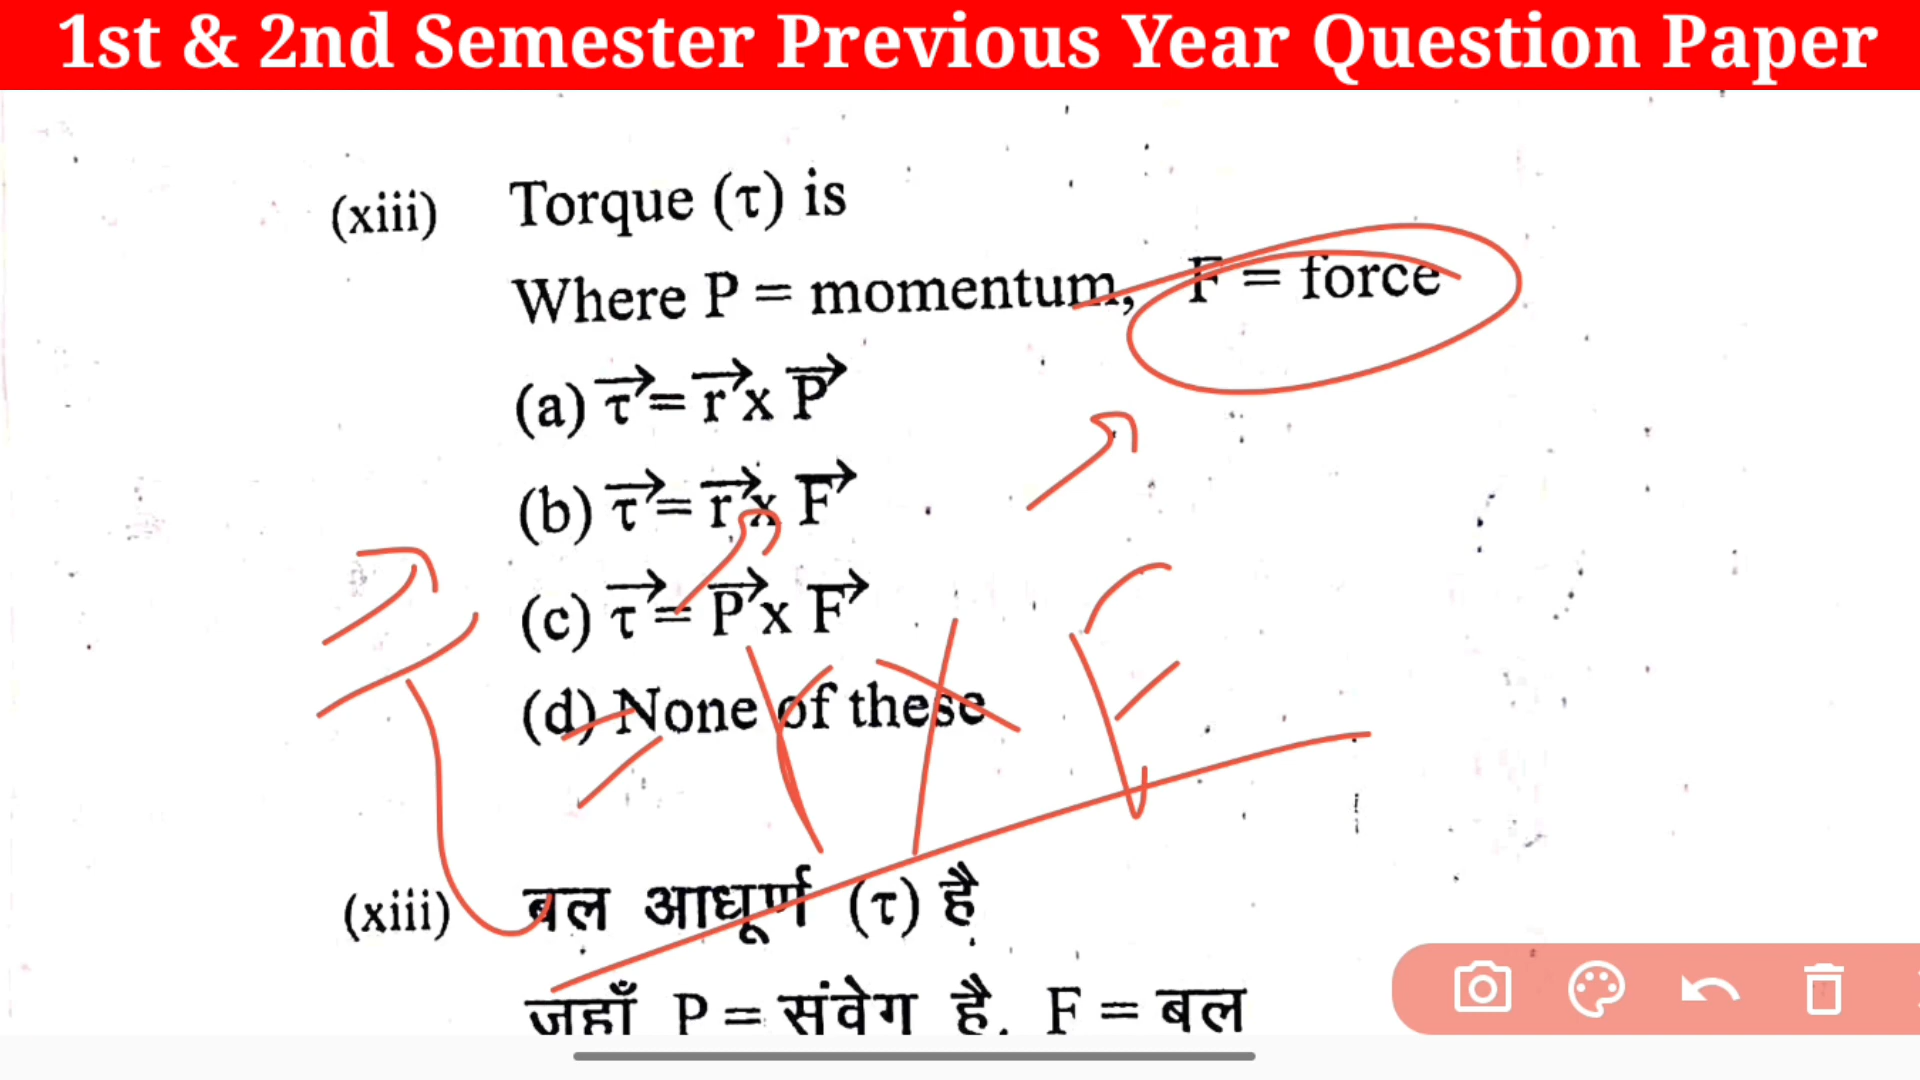 1st & 2nd Semester Previous Year Question Paper
(xiii) Torque (τ) is
Where P = momentum, F = force
(a) τ⃗ = r⃗ x P⃗
(b) τ⃗ = r⃗ x F⃗
(c) τ⃗ = P⃗ x F⃗
(d) None of these
τ⃗ = r⃗ x F⃗
(xiii) बल आधूर्ण (τ) है
जहाँ P = संवेग है, F = बल